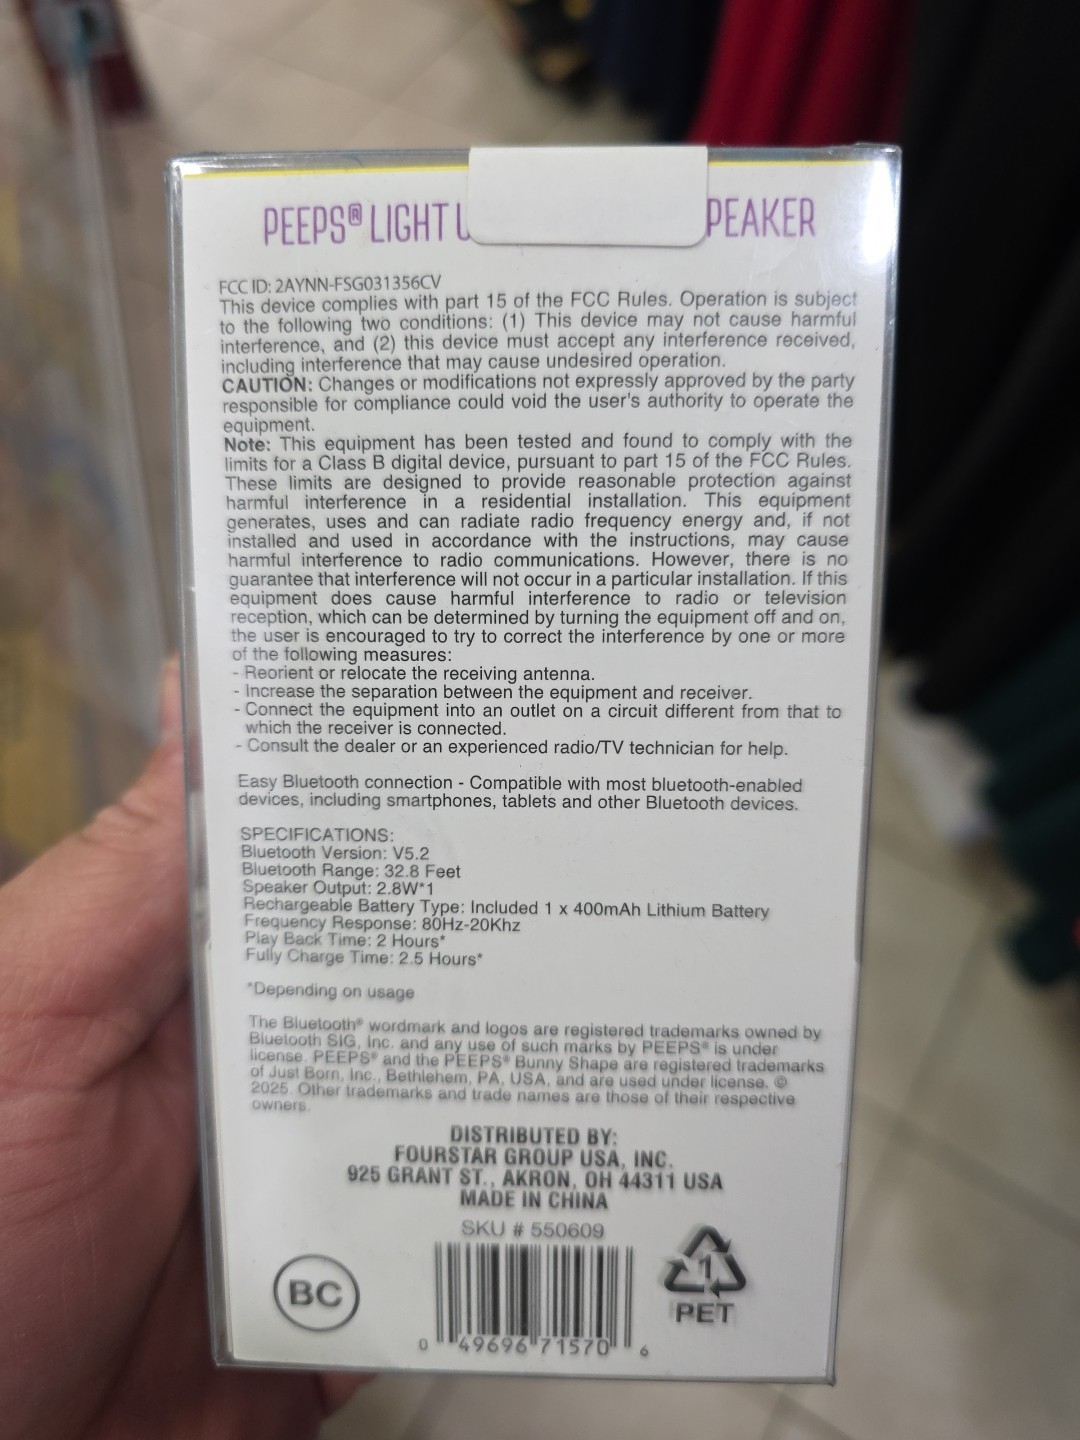 PEEPS® LIGHT U PEAKER
FCC ID: 2AYNN-FSG031356CV
This device complies with part 15 of the FCC Rules. Operation is subject
to the following two conditions: (1) This device may not cause harmful
interference, and (2) this device must accept any interference received,
including interference that may cause undesired operation.
CAUTION: Changes or modifications not expressly approved by the party
responsible for compliance could void the user's authority to operate the
equipment.
Note: This equipment has been tested and found to comply with the
limits for a Class B digital device, pursuant to part 15 of the FCC Rules.
These limits are designed to provide reasonable protection against
harmful interference in a residential installation. This equipment
generates, uses and can radiate radio frequency energy and, if not
installed and used in accordance with the instructions, may cause
harmful interference to radio communications. However, there is no
guarantee that interference will not occur in a particular installation. If this
equipment does cause harmful interference to radio or television
reception, which can be determined by turning the equipment off and on,
the user is encouraged to try to correct the interference by one or more
of the following measures:
- Reorient or relocate the receiving antenna.
- Increase the separation between the equipment and receiver.
- Connect the equipment into an outlet on a circuit different from that to
which the receiver is connected.
- Consult the dealer or an experienced radio/TV technician for help.
Easy Bluetooth connection - Compatible with most bluetooth-enabled
devices, including smartphones, tablets and other Bluetooth devices.
SPECIFICATIONS:
Bluetooth Version: V5.2
Bluetooth Range: 32.8 Feet
Speaker Output: 2.8W*1
Rechargeable Battery Type: Included 1 x 400mAh Lithium Battery
Frequency Response: 80Hz-20Khz
Play Back Time: 2 Hours*
Fully Charge Time: 2.5 Hours*
*Depending on usage
The Bluetooth® wordmark and logos are registered trademarks owned by
Bluetooth SIG, Inc. and any use of such marks by PEEPS® is under
license. PEEPS® and the PEEPS® Bunny Shape are registered trademarks
of Just Born, Inc., Bethlehem, PA, USA, and are used under license. ©
2025. Other trademarks and trade names are those of their respective
owners.
DISTRIBUTED BY:
FOURSTAR GROUP USA, INC.
925 GRANT ST., AKRON, OH 44311 USA
MADE IN CHINA
SKU # 550609
BC
1
PET
0 49696 71570 6